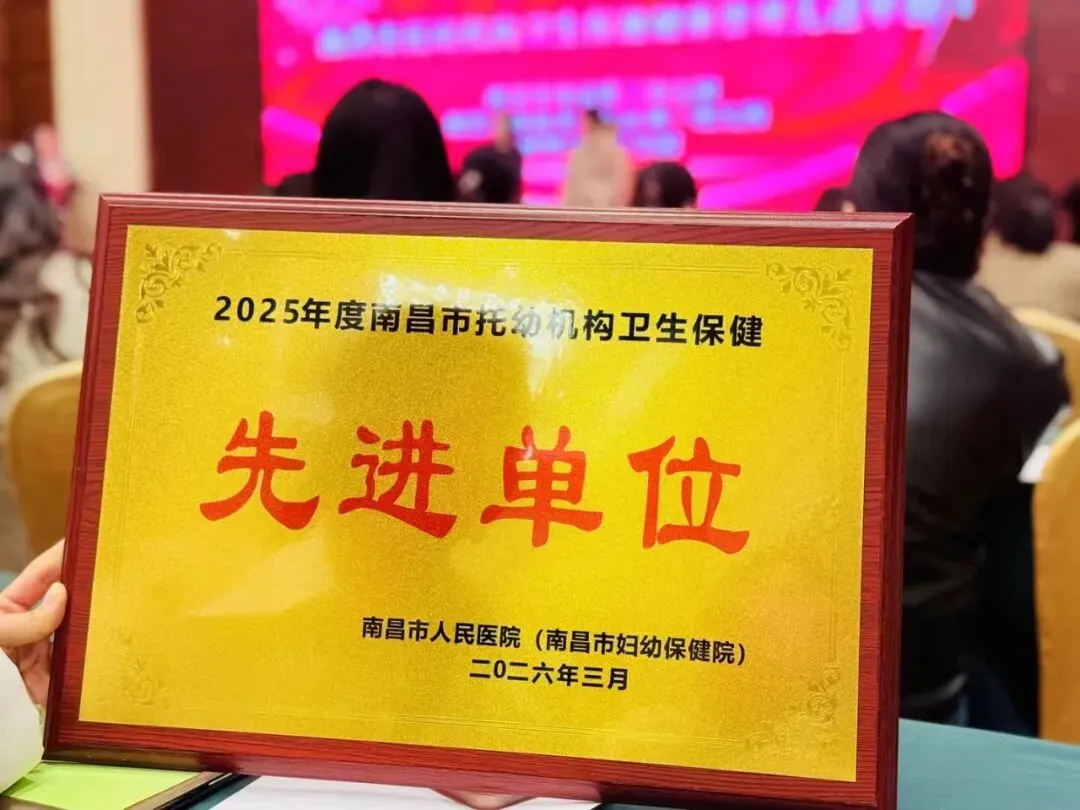 2025年度南昌市托幼机构卫生保健
先进单位
南昌市人民医院（南昌市妇幼保健院）
二0二六年三月